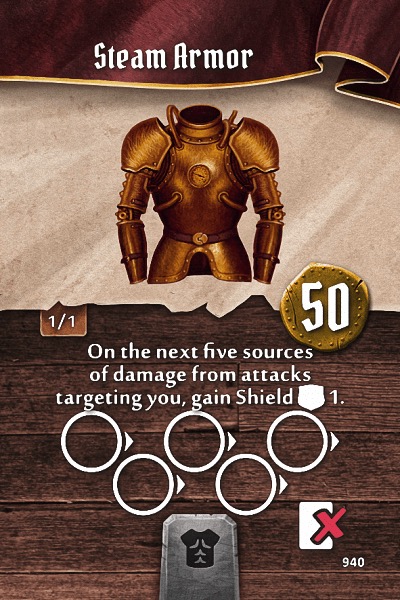 Steam Armor
50
1/1
On the next five sources
of damage from attacks
targeting you, gain Shield 1.
940